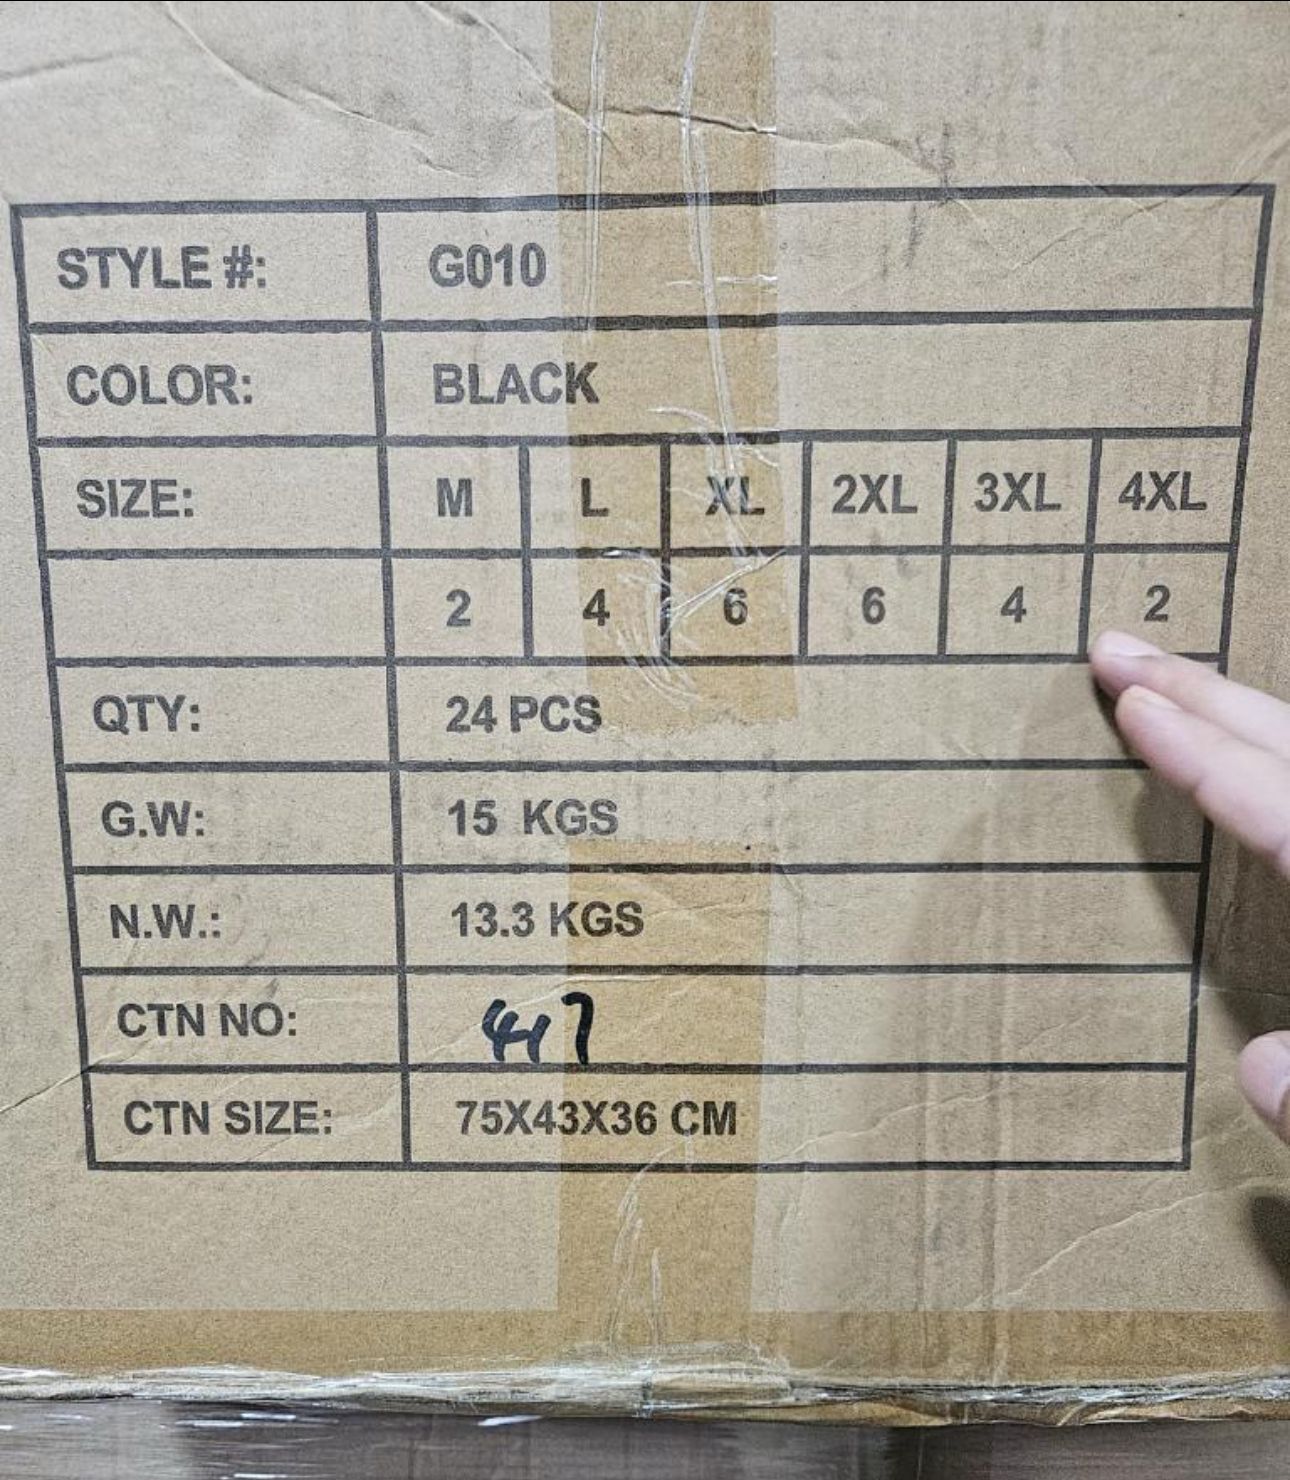 STYLE #: G010
COLOR: BLACK
SIZE: M L XL 2XL 3XL 4XL
2 4 6 6 4 2
QTY: 24 PCS
G.W: 15 KGS
N.W.: 13.3 KGS
CTN NO: 447
CTN SIZE: 75X43X36 CM